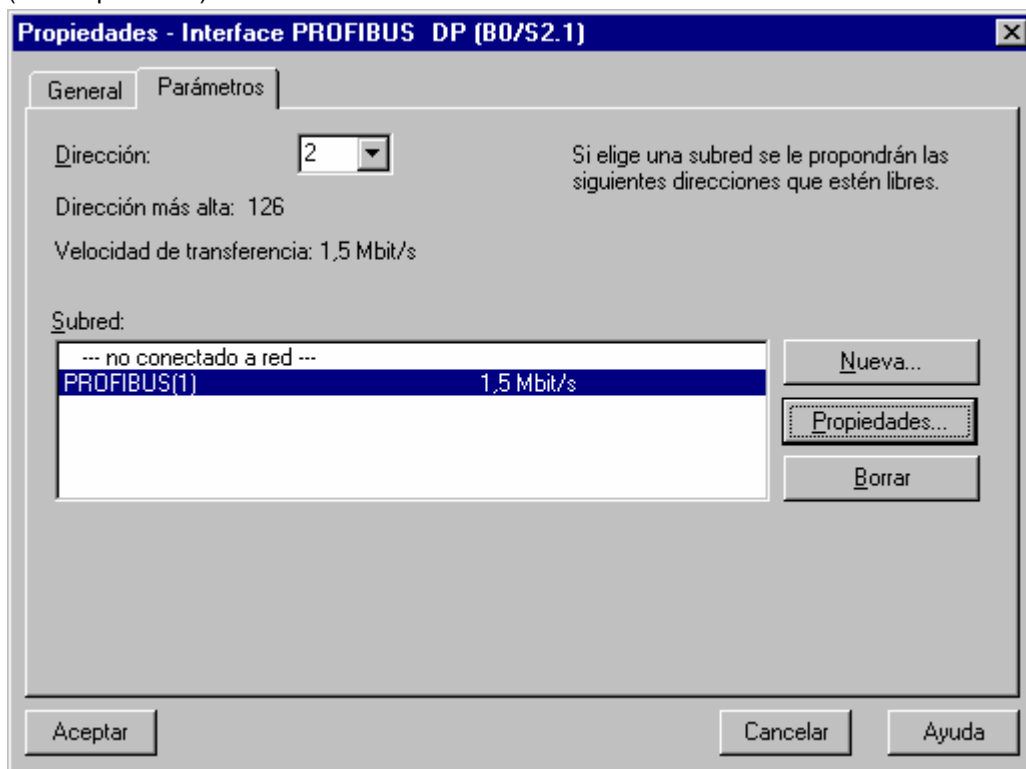 Propiedades - Interface PROFIBUS DP (B0/S2.1)
General Parámetros
Dirección: 2
Si elige una subred se le propondrán las
siguientes direcciones que estén libres.
Dirección más alta: 126
Velocidad de transferencia: 1,5 Mbit/s
Subred:
--- no conectado a red ---
PROFIBUS(1) 1,5 Mbit/s
Nueva...
Propiedades...
Borrar
Aceptar Cancelar Ayuda